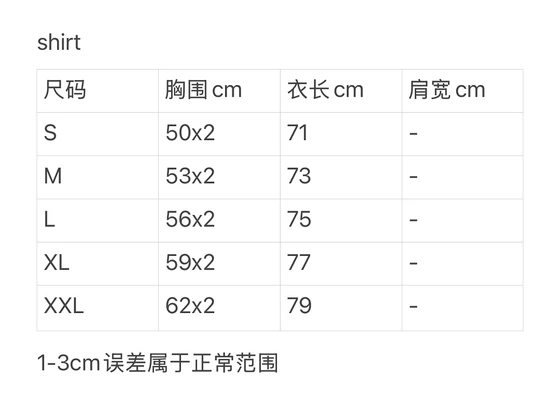 shirt
尺码 胸围cm 衣长cm 肩宽cm
S 50x2 71 -
M 53x2 73 -
L 56x2 75 -
XL 59x2 77 -
XXL 62x2 79 -
1-3cm误差属于正常范围